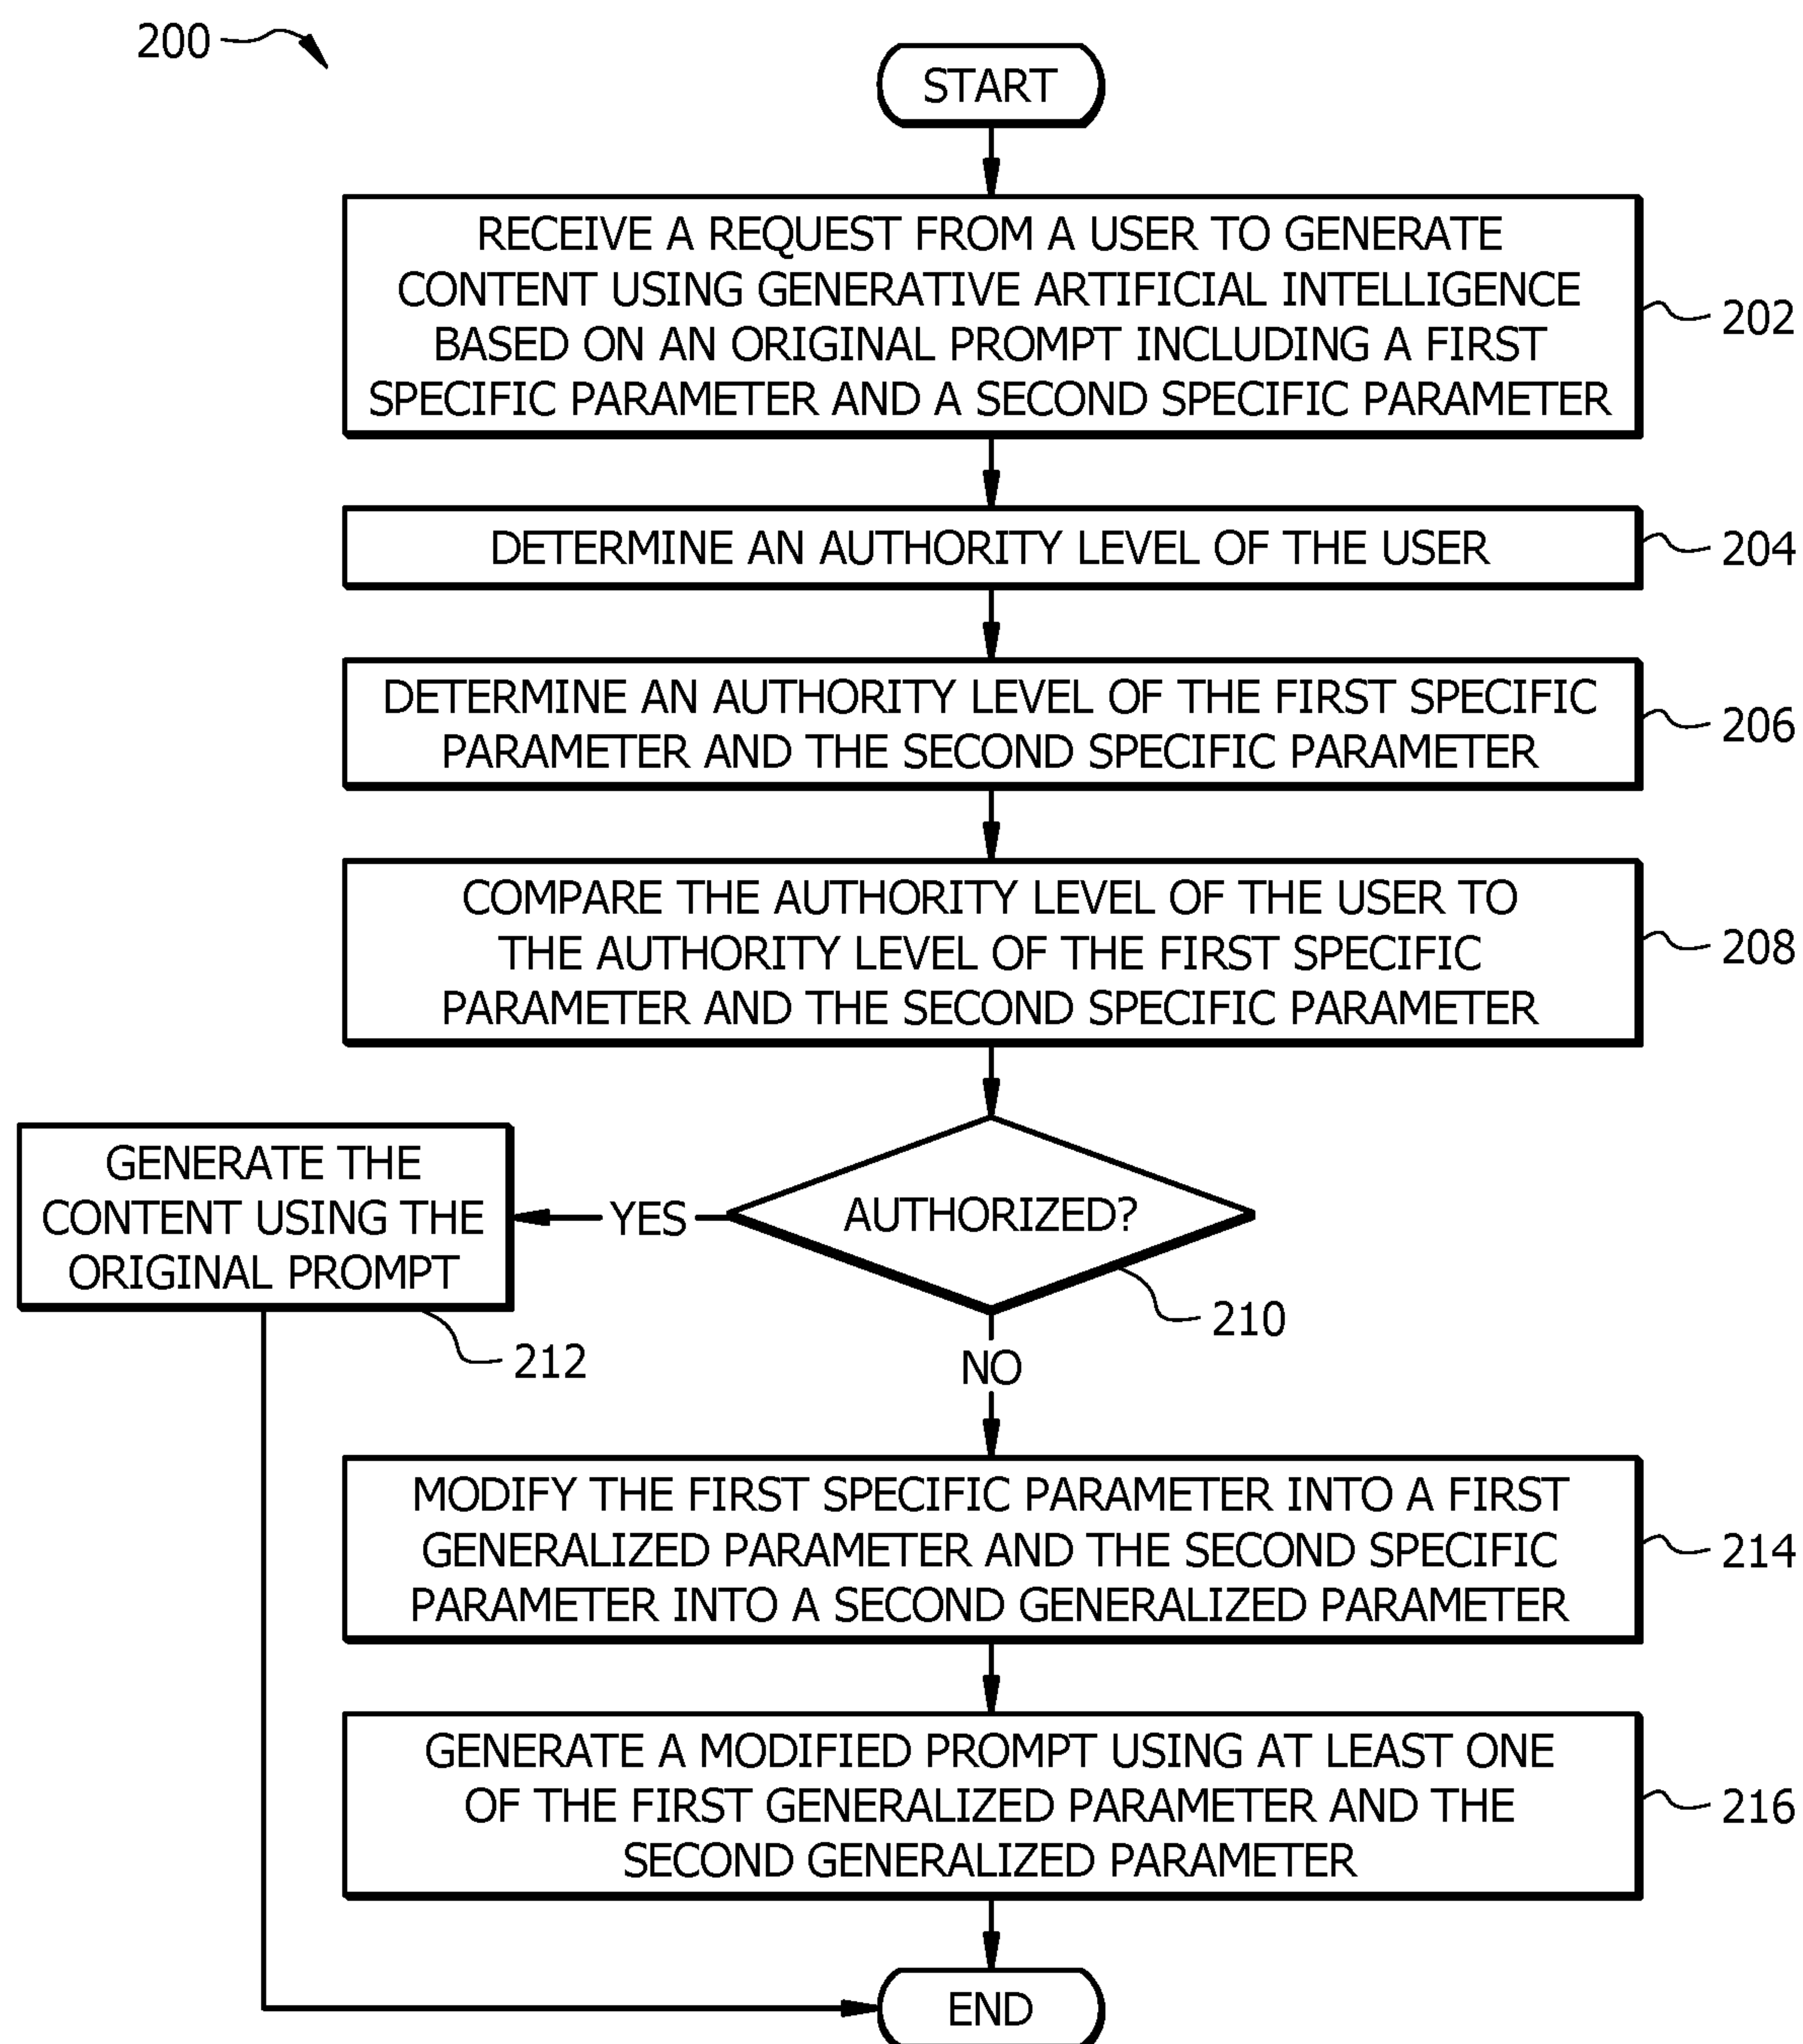 200
START
RECEIVE A REQUEST FROM A USER TO GENERATE
CONTENT USING GENERATIVE ARTIFICIAL INTELLIGENCE
BASED ON AN ORIGINAL PROMPT INCLUDING A FIRST
SPECIFIC PARAMETER AND A SECOND SPECIFIC PARAMETER
202
DETERMINE AN AUTHORITY LEVEL OF THE USER
204
DETERMINE AN AUTHORITY LEVEL OF THE FIRST SPECIFIC
PARAMETER AND THE SECOND SPECIFIC PARAMETER
206
COMPARE THE AUTHORITY LEVEL OF THE USER TO
THE AUTHORITY LEVEL OF THE FIRST SPECIFIC
PARAMETER AND THE SECOND SPECIFIC PARAMETER
208
AUTHORIZED?
210
YES
GENERATE THE
CONTENT USING THE
ORIGINAL PROMPT
212
NO
MODIFY THE FIRST SPECIFIC PARAMETER INTO A FIRST
GENERALIZED PARAMETER AND THE SECOND SPECIFIC
PARAMETER INTO A SECOND GENERALIZED PARAMETER
214
GENERATE A MODIFIED PROMPT USING AT LEAST ONE
OF THE FIRST GENERALIZED PARAMETER AND THE
SECOND GENERALIZED PARAMETER
216
END